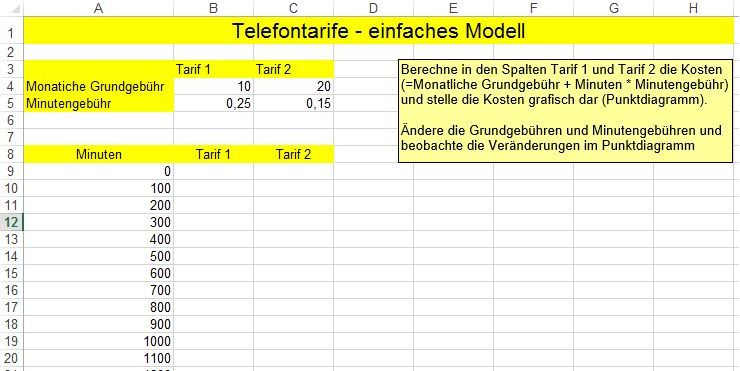 A B C D E F G H
1 Telefontarife - einfaches Modell
2
3 Tarif 1 Tarif 2 Berechne in den Spalten Tarif 1 und Tarif 2 die Kosten
4 Monatiche Grundgebühr 10 20 (=Monatliche Grundgebühr + Minuten * Minutengebühr)
5 Minutengebühr 0,25 0,15 und stelle die Kosten grafisch dar (Punktdiagramm).
6
7 Ändere die Grundgebühren und Minutengebühren und
8 Minuten Tarif 1 Tarif 2 beobachte die Veränderungen im Punktdiagramm
9 0
10 100
11 200
12 300
13 400
14 500
15 600
16 700
17 800
18 900
19 1000
20 1100